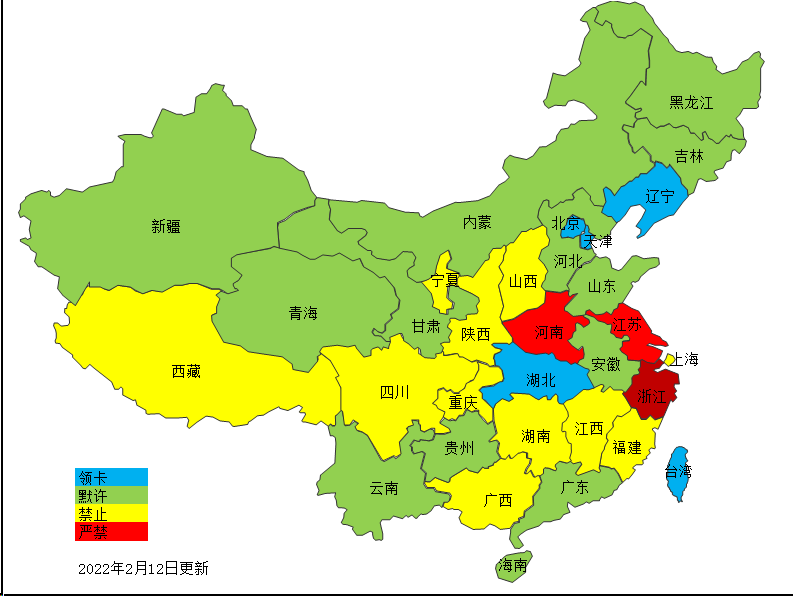 黑龙江
吉林
辽宁
新疆
内蒙
北京
天津
河北
宁夏
山西
山东
青海
甘肃
陕西
河南
江苏
上海
安徽
西藏
湖北
四川
浙江
重庆
江西
湖南
福建
贵州
台湾
云南
广东
广西
海南
领卡
默许
禁止
严禁
2022年2月12日更新